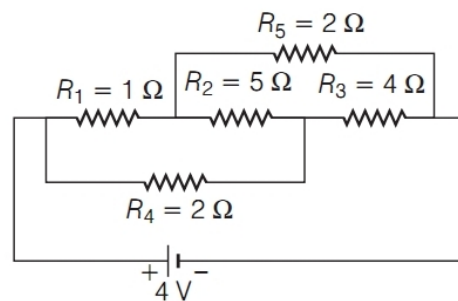 R5 = 2 Ω
R1 = 1 Ω
R2 = 5 Ω
R3 = 4 Ω
R4 = 2 Ω
+ −
4 V